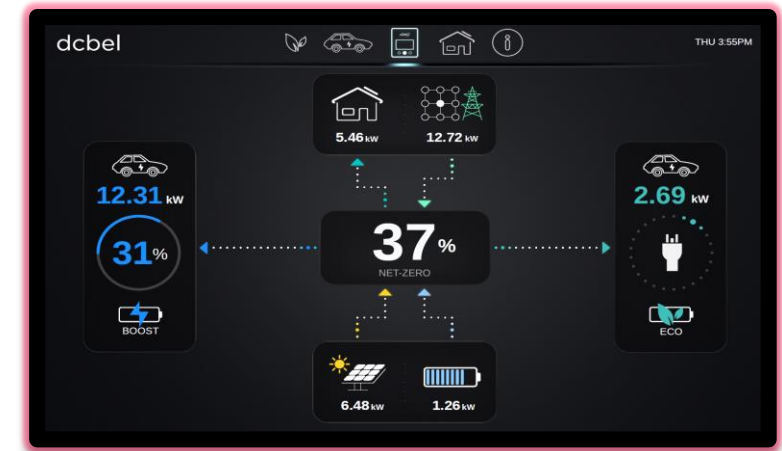 dcbel
THU 3:55PM
5.46 kW 12.72 kW
12.31 kW
31%
BOOST
37%
NET-ZERO
2.69 kW
ECO
6.48 kW 1.26 kW